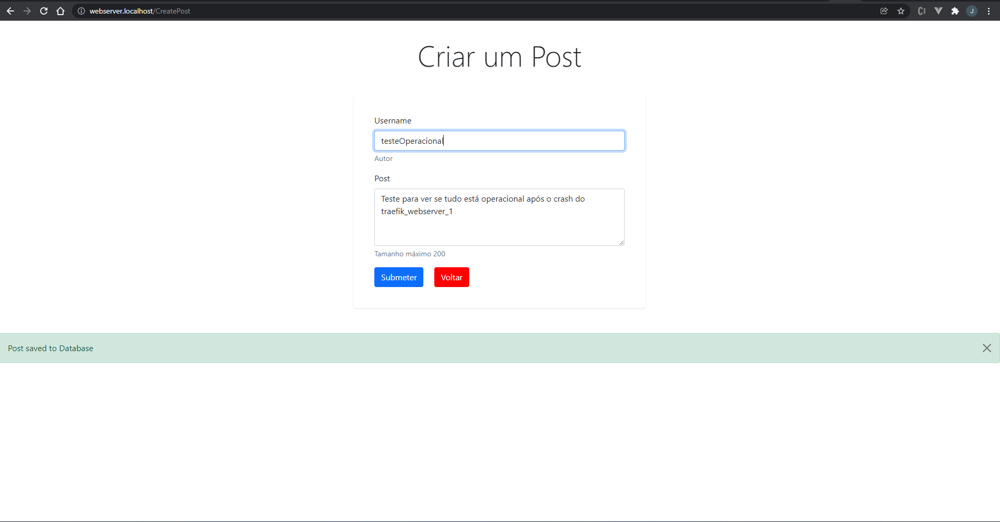 webserver.localhost/CreatePost
J
Criar um Post
Username
testeOperacional
Autor
Post
Teste para ver se tudo está operacional após o crash do
traefik_webserver_1
Tamanho máximo 200
Submeter Voltar
Post saved to Database